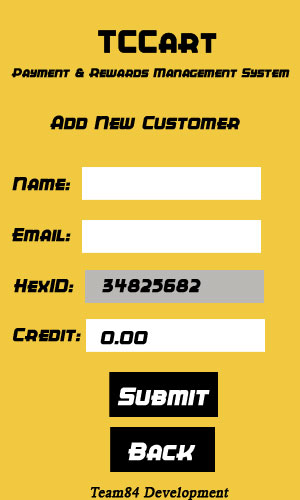 TCCart
Payment & Rewards Management System
Add New Customer
Name:
Email:
HexID: 34825682
Credit: 0.00
Submit
Back
Team84 Development